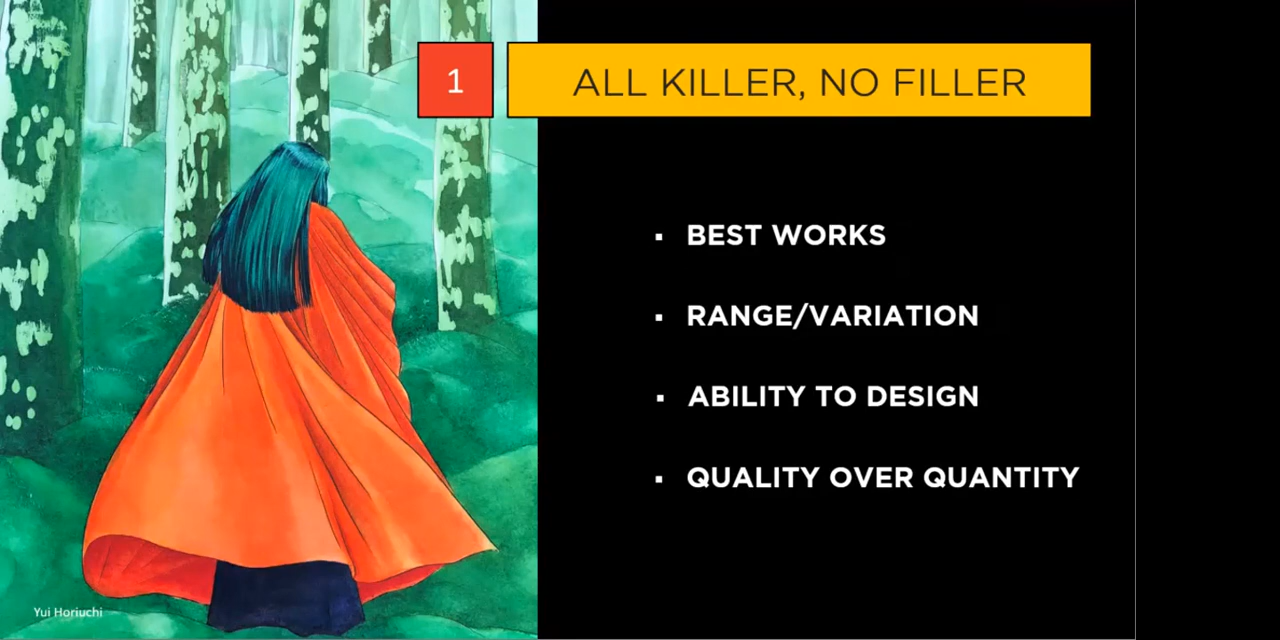 1
ALL KILLER, NO FILLER
▪ BEST WORKS
▪ RANGE/VARIATION
▪ ABILITY TO DESIGN
▪ QUALITY OVER QUANTITY
Yui Horiuchi